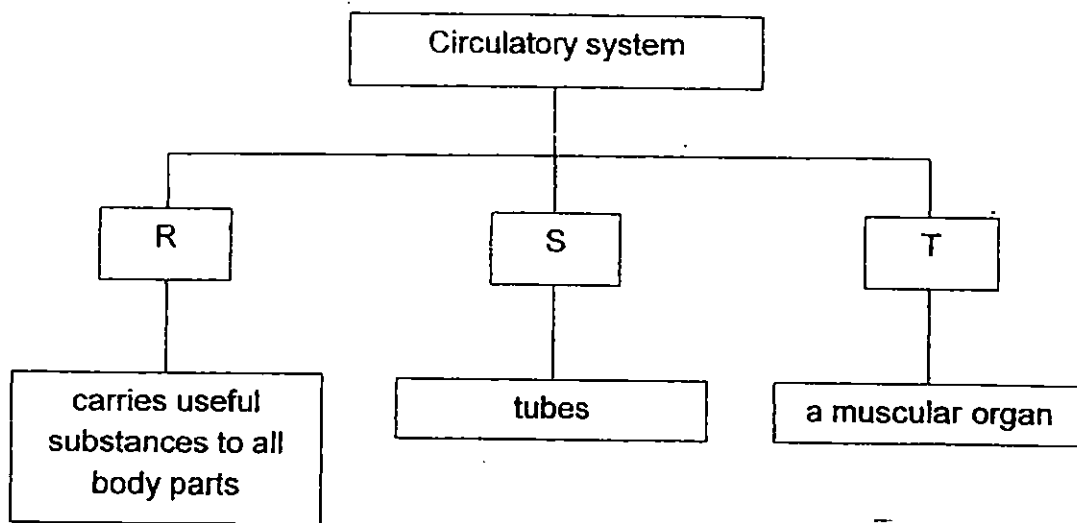 Circulatory system
R
S
T
carries useful
substances to all
body parts
tubes
a muscular organ